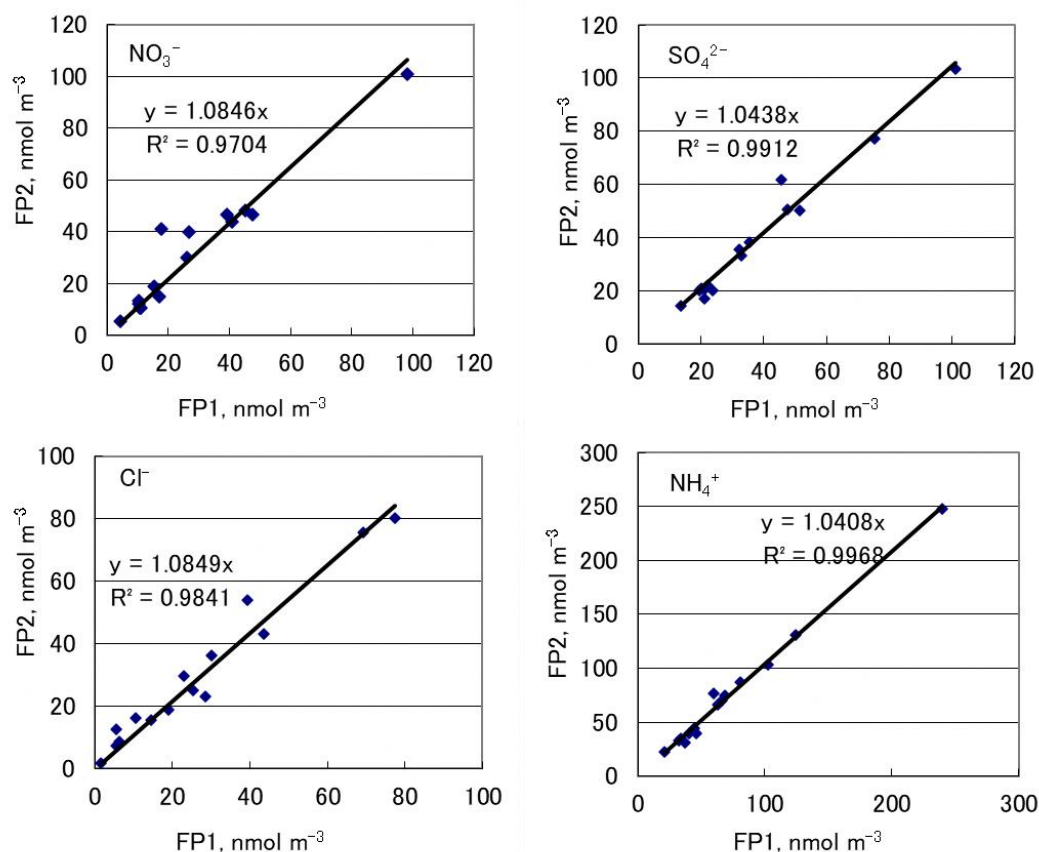 120
100
80
60
40
20
0
FP2, nmol m⁻³
NO₃⁻
y = 1.0846x
R² = 0.9704
0 20 40 60 80 100 120
FP1, nmol m⁻³
120
100
80
60
40
20
0
FP2, nmol m⁻³
SO₄²⁻
y = 1.0438x
R² = 0.9912
0 20 40 60 80 100 120
FP1, nmol m⁻³
100
80
60
40
20
0
FP2, nmol m⁻³
Cl⁻
y = 1.0849x
R² = 0.9841
0 20 40 60 80 100
FP1, nmol m⁻³
300
250
200
150
100
50
0
FP2, nmol m⁻³
NH₄⁺
y = 1.0408x
R² = 0.9968
0 100 200 300
FP1, nmol m⁻³